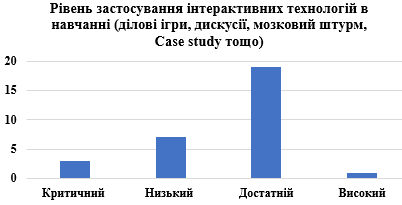 Рівень застосування інтерактивних технологій в
навчанні (ділові ігри, дискусії, мозковий штурм,
Case study тощо)
20
15
10
5
0
Критичний Низький Достатній Високий